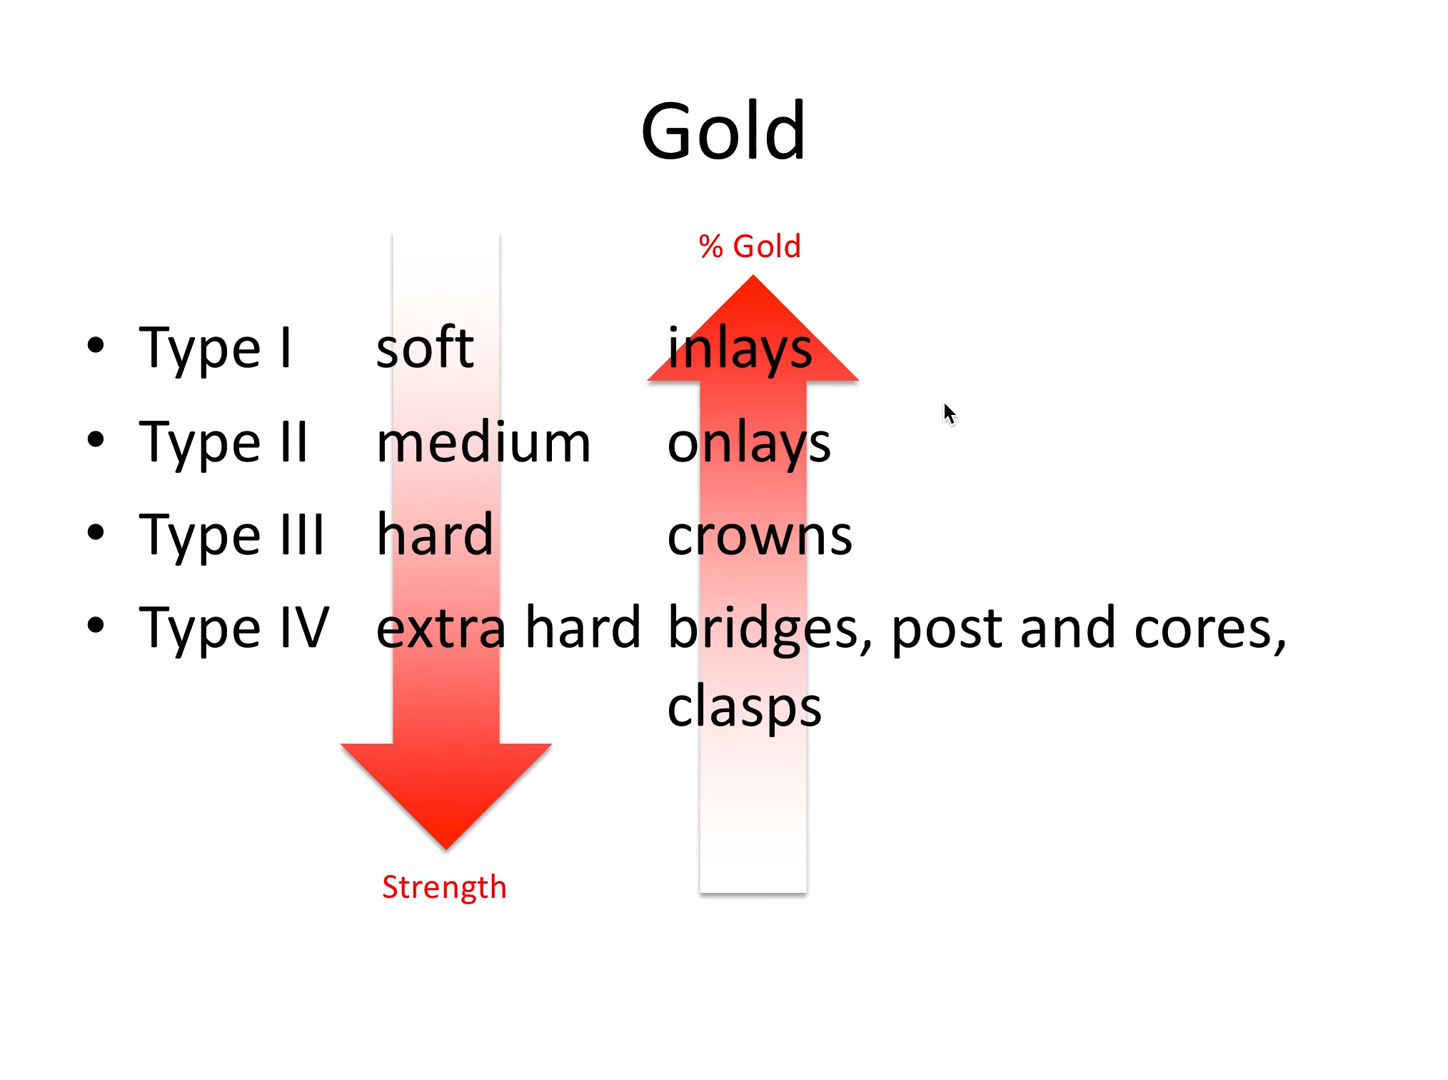 Gold
% Gold
• Type I soft inlays
• Type II medium onlays
• Type III hard crowns
• Type IV extra hard bridges, post and cores,
clasps
Strength